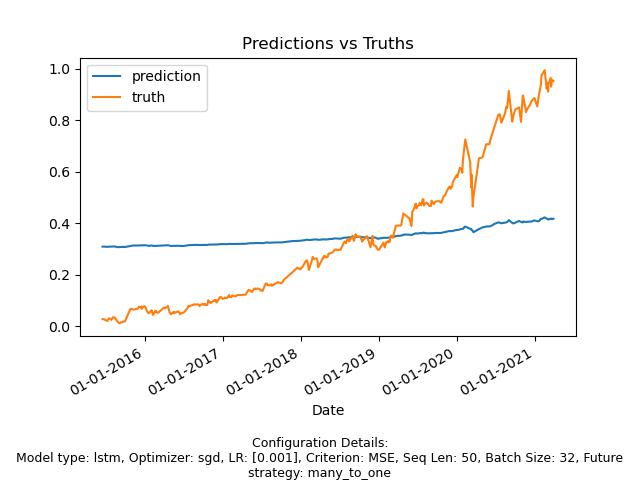 Predictions vs Truths
prediction
truth
1.0
0.8
0.6
0.4
0.2
0.0
01-01-2016
01-01-2017
01-01-2018
01-01-2019
01-01-2020
01-01-2021
Date
Configuration Details:
Model type: lstm, Optimizer: sgd, LR: [0.001], Criterion: MSE, Seq Len: 50, Batch Size: 32, Future
strategy: many_to_one